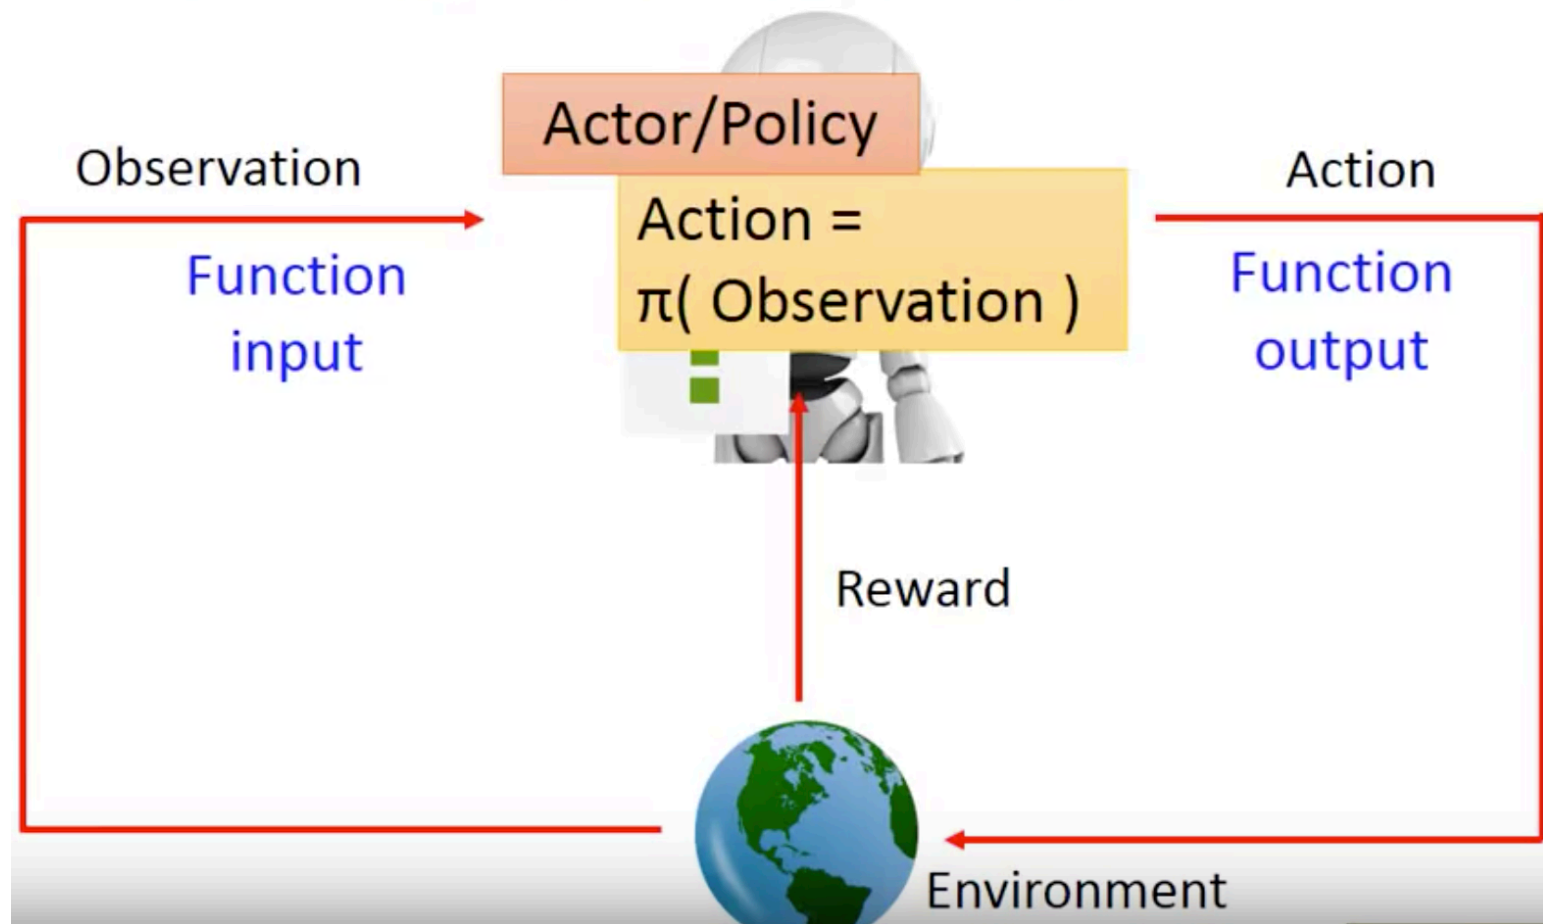 Actor/Policy
Observation
Action
Action =
π( Observation )
Function
input
Function
output
Reward
Environment